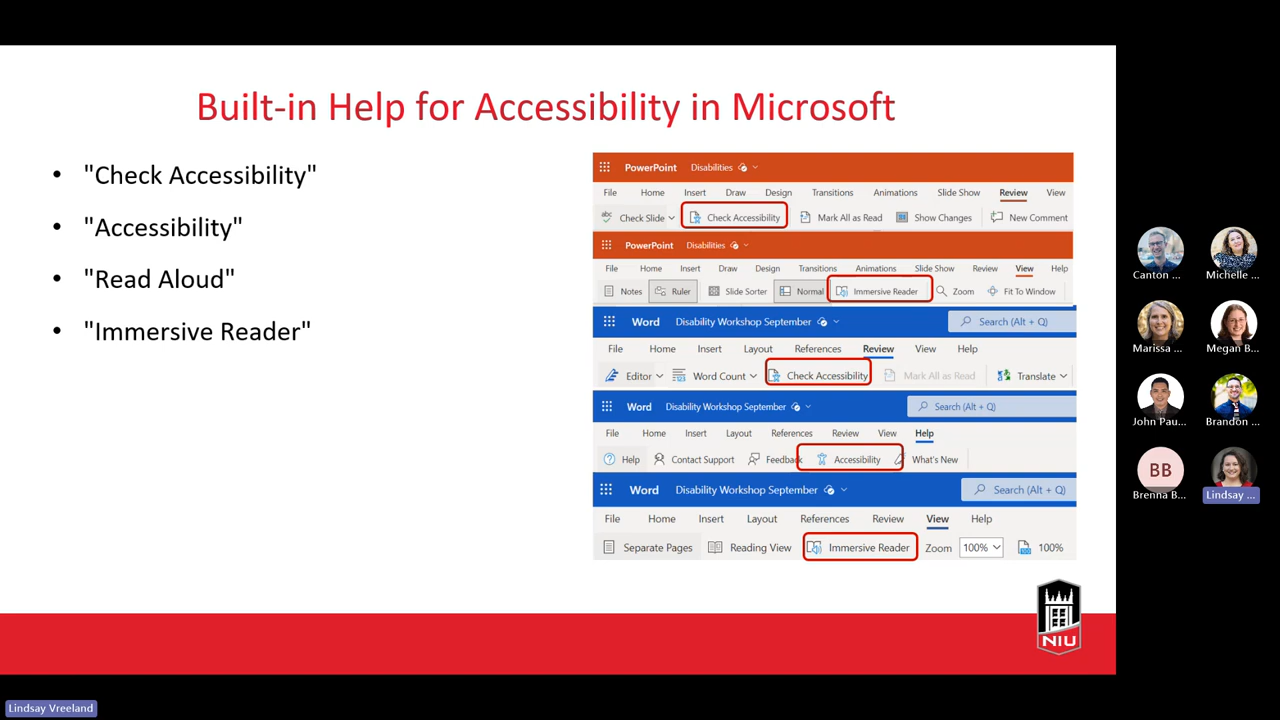 Built-in Help for Accessibility in Microsoft
• "Check Accessibility"
• "Accessibility"
• "Read Aloud"
• "Immersive Reader"
PowerPoint Disabilities
File Home Insert Draw Design Transitions Animations Slide Show Review View
abc Check Slide Check Accessibility Mark All as Read Show Changes New Comment
PowerPoint Disabilities
File Home Insert Draw Design Transitions Animations Slide Show Review View Help
Notes Ruler Slide Sorter Normal Immersive Reader Zoom Fit To Window
Word Disability Workshop September Search (Alt + Q)
File Home Insert Layout References Review View Help
Editor Word Count Check Accessibility Mark All as Read Translate
Word Disability Workshop September Search (Alt + Q)
File Home Insert Layout References Review View Help
Help Contact Support Feedback Accessibility What's New
Word Disability Workshop September Search (Alt + Q)
File Home Insert Layout References Review View Help
Separate Pages Reading View Immersive Reader Zoom 100% 100%
NIU
Canton ... Michelle ...
Marissa ... Megan B...
John Pau... Brandon ...
BB
Brenna B... Lindsay ...
Lindsay Vreeland